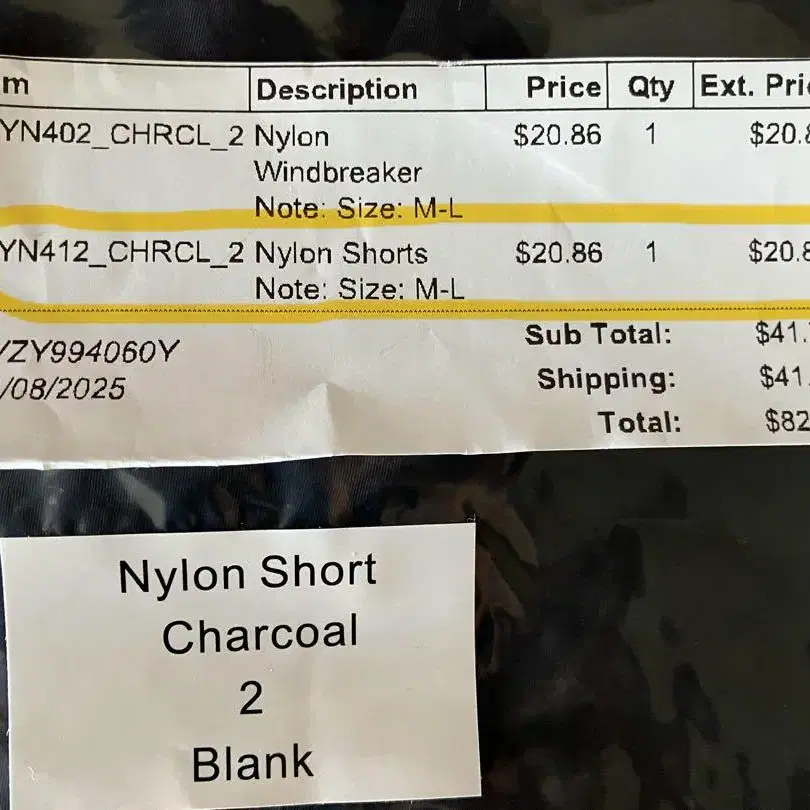 m Description Price Qty Ext.
YN402_CHRCL_2 Nylon $20.86 1
Windbreaker
Note: Size: M-L
YN412_CHRCL_2 Nylon Shorts $20.86 1
Note: Size: M-L
Sub Total:
ZY994060Y
Shipping:
/08/2025
Total:
Nylon Short
Charcoal
2
Blank